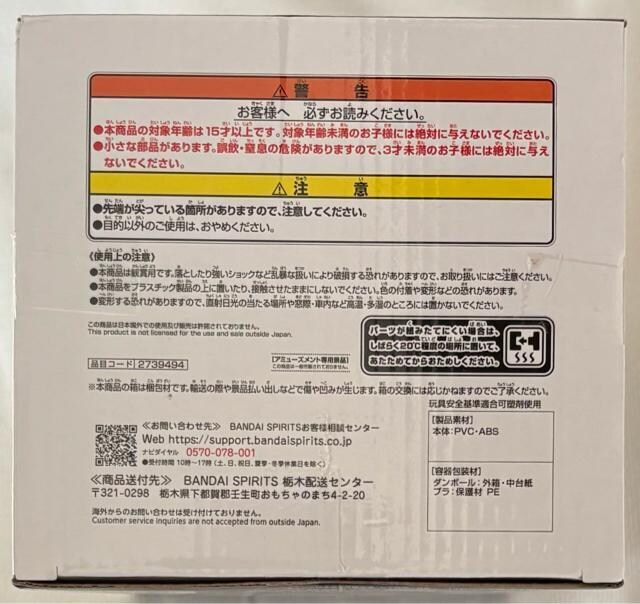 ⚠警 告
お客様へ 必ずお読みください。
●本商品の対象年齢は15才以上です。対象年齢未満のお子様には絶対に与えないでください。
●小さな部品があります。誤飲・窒息の危険がありますので、3才未満のお子様には絶対に与え
ないでください。
⚠注 意
●先端が尖っている箇所がありますので、注意してください。
●目的以外のご使用は、おやめください。
《使用上の注意》
●本商品は観賞用です。落としたり強いショックなど乱暴な扱いにより破損する恐れがありますので、お取り扱いにはご注意ください。
●本商品をプラスチック製品の上に置いたり、接触させたままにしないでください。色の付着や変形などの恐れがあります。
●変形する恐れがありますので、直射日光の当たる場所や窓際・車内など高温・多湿のところには置かないでください。
この商品は日本国外での使用及び販売は許諾されておりません。
This product is not licensed for the use and sale outside Japan.
パーツが組みたてにくい場合は、
しばらく20℃程度の場所に置いて、
あたためてからおためしください。
品目コード 2739494
【アミューズメント専用景品】
この商品は一般市販されておりません。
※本商品の箱は梱包材です。輸送の際や景品払い出しなどで傷や凹みが生じます。箱の交換には応じかねますのでご了承ください。
玩具安全基準適合可塑剤使用
《お問い合わせ先》 BANDAI SPIRITSお客様相談センター
Web https://support.bandaispirits.co.jp
ナビダイヤル 0570-078-001
●受付時間 10時~17時 (土、日、祝日、夏季・冬季休業日を除く)
【製品素材】
本体:PVC・ABS
《商品送付先》 BANDAI SPIRITS 栃木配送センター
〒321-0298 栃木県下都賀郡壬生町おもちゃのまち4-2-20
【容器包装材】
ダンボール:外箱・中台紙
プラ:保護材 PE
海外からのお問い合わせは受け付けておりません。
Customer service inquiries are not accepted from outside Japan.